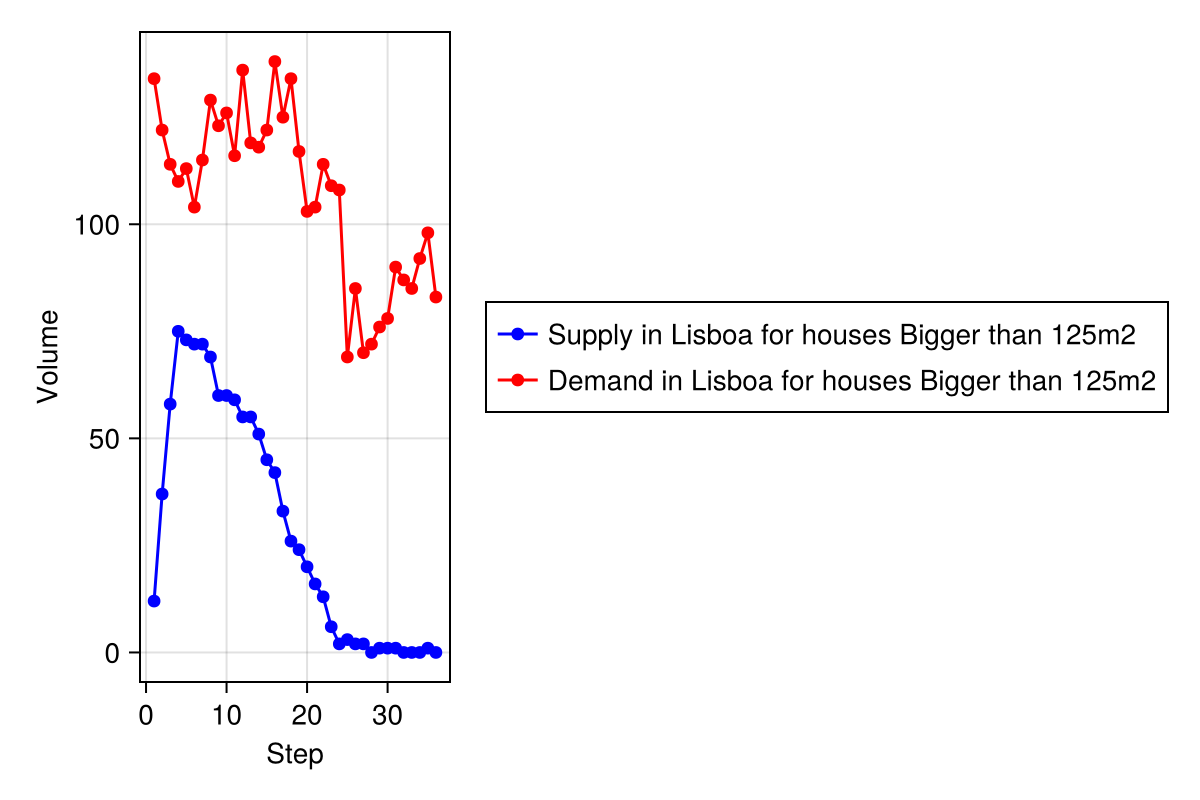 Volume
100
50
0
0 10 20 30
Step
Supply in Lisboa for houses Bigger than 125m2
Demand in Lisboa for houses Bigger than 125m2